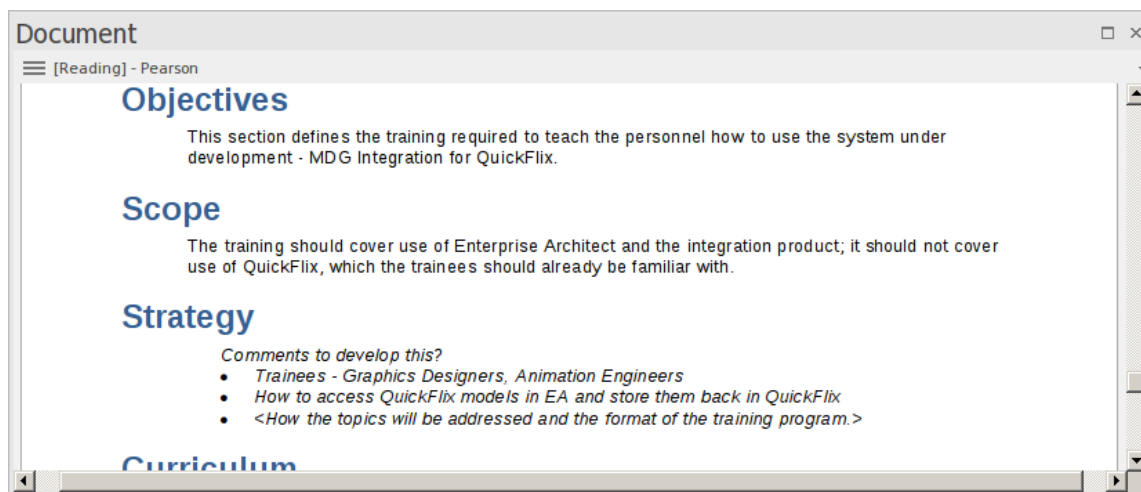 Document
[Reading] - Pearson
Objectives
This section defines the training required to teach the personnel how to use the system under
development - MDG Integration for QuickFlix.
Scope
The training should cover use of Enterprise Architect and the integration product; it should not cover
use of QuickFlix, which the trainees should already be familiar with.
Strategy
Comments to develop this?
• Trainees - Graphics Designers, Animation Engineers
• How to access QuickFlix models in EA and store them back in QuickFlix
• <How the topics will be addressed and the format of the training program.>
Curriculum